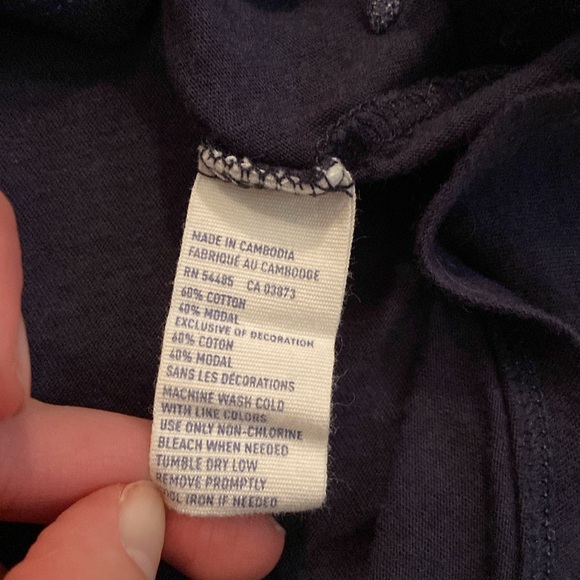 MADE IN CAMBODIA
FABRIQUÉ AU CAMBODGE
RN 54485 CA 03873
60% COTTON
40% MODAL
EXCLUSIVE OF DECORATION
60% COTON
40% MODAL
SANS LES DÉCORATIONS
MACHINE WASH COLD
WITH LIKE COLORS
USE ONLY NON-CHLORINE
BLEACH WHEN NEEDED
TUMBLE DRY LOW
REMOVE PROMPTLY
OOL IRON IF NEEDED